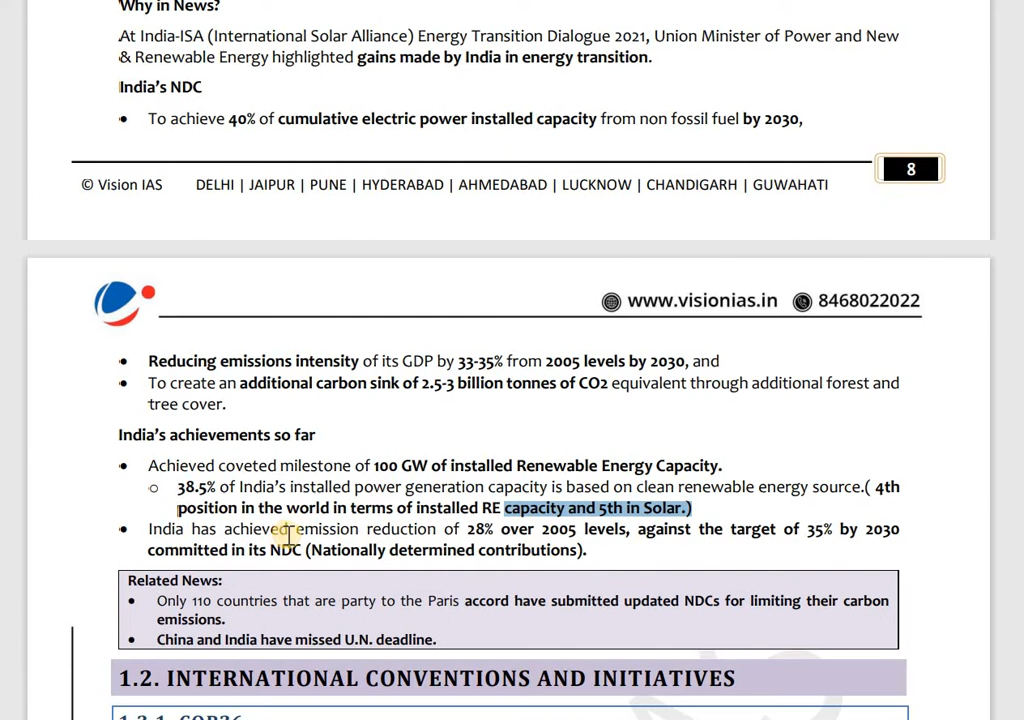 Why in News?
At India-ISA (International Solar Alliance) Energy Transition Dialogue 2021, Union Minister of Power and New
& Renewable Energy highlighted gains made by India in energy transition.
India's NDC
• To achieve 40% of cumulative electric power installed capacity from non fossil fuel by 2030,
8
© Vision IAS DELHI | JAIPUR | PUNE | HYDERABAD | AHMEDABAD | LUCKNOW | CHANDIGARH | GUWAHATI
www.visionias.in 8468022022
• Reducing emissions intensity of its GDP by 33-35% from 2005 levels by 2030, and
• To create an additional carbon sink of 2.5-3 billion tonnes of CO2 equivalent through additional forest and
tree cover.
India's achievements so far
• Achieved coveted milestone of 100 GW of installed Renewable Energy Capacity.
o 38.5% of India's installed power generation capacity is based on clean renewable energy source.( 4th
position in the world in terms of installed RE capacity and 5th in Solar.)
• India has achieved emission reduction of 28% over 2005 levels, against the target of 35% by 2030
committed in its NDC (Nationally determined contributions).
Related News:
• Only 110 countries that are party to the Paris accord have submitted updated NDCs for limiting their carbon
emissions.
• China and India have missed U.N. deadline.
1.2. INTERNATIONAL CONVENTIONS AND INITIATIVES
1.2.1. COP26